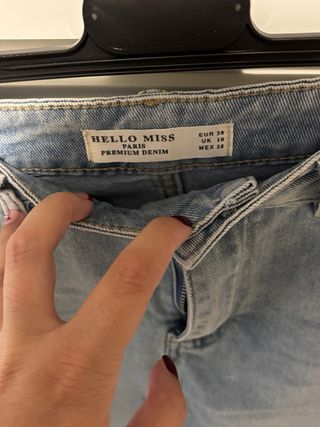 HELLO MISS
PARIS
PREMIUM DENIM
EUR 38
UK 10
MEX 28